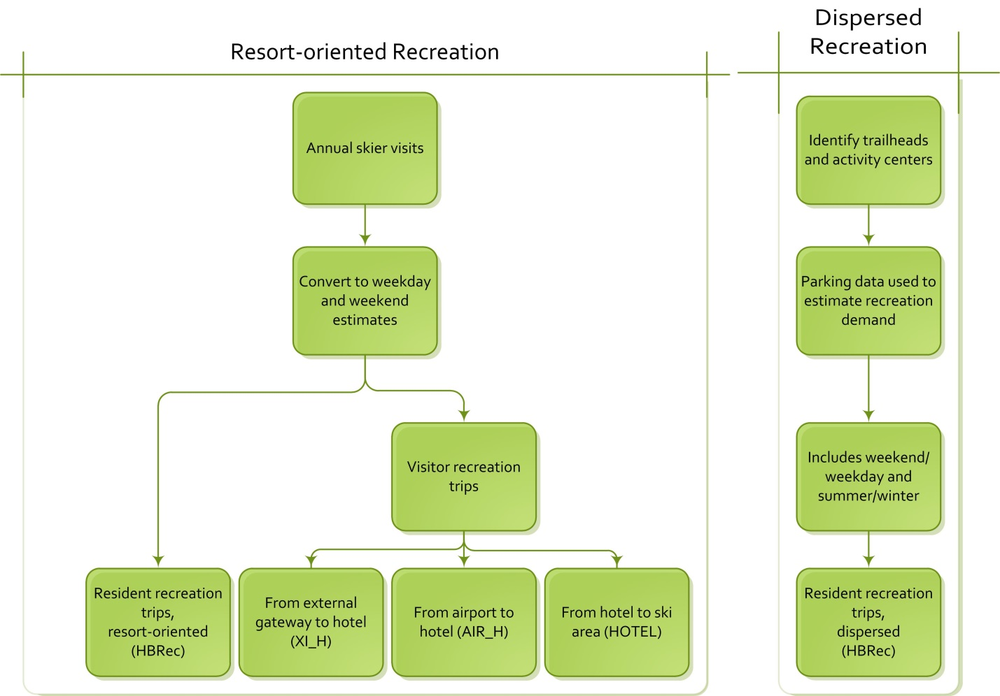 Resort-oriented Recreation
Annual skier visits
Convert to weekday
and weekend
estimates
Visitor recreation
trips
Resident recreation
trips,
resort-oriented
(HBRec)
From external
gateway to hotel
(XI_H)
From airport to
hotel (AIR_H)
From hotel to ski
area (HOTEL)
Dispersed
Recreation
Identify trailheads
and activity centers
Parking data used to
estimate recreation
demand
Includes weekend/
weekday and
summer/winter
Resident recreation
trips,
dispersed
(HBRec)